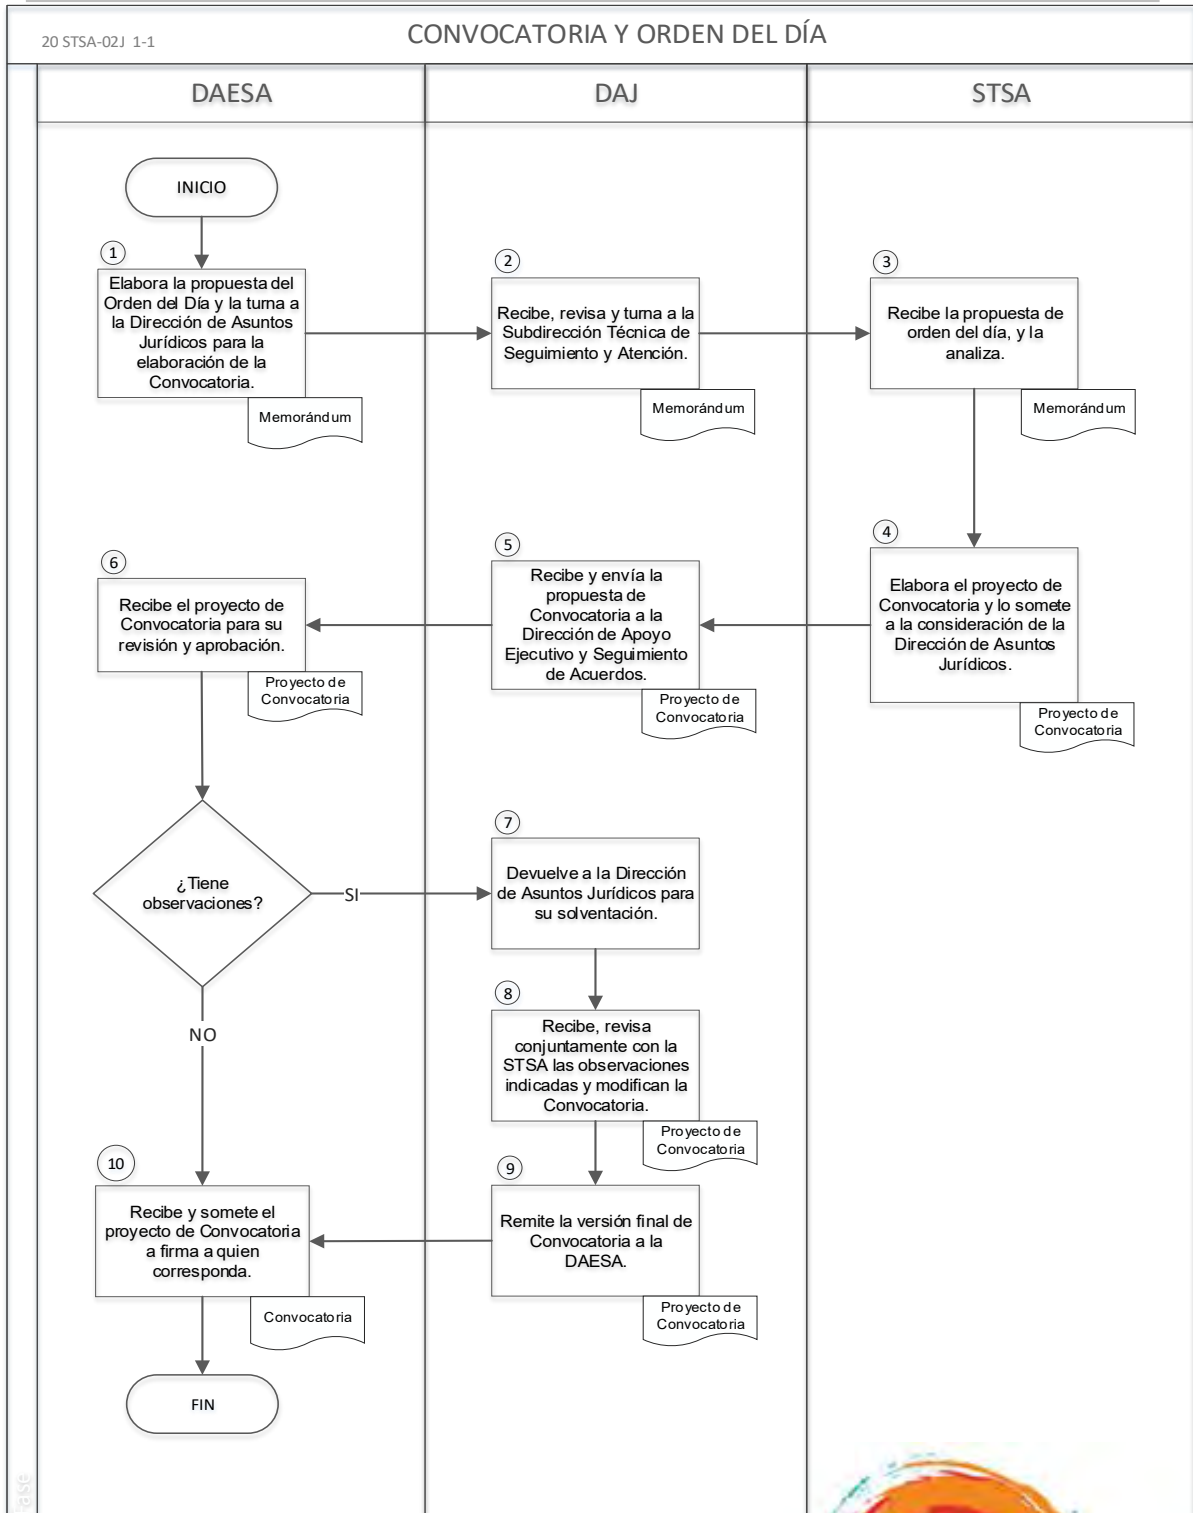 20 STSA-02J 1-1
CONVOCATORIA Y ORDEN DEL DÍA
DAESA
DAJ
STSA
INICIO
1
Elabora la propuesta del
Orden del Día y la turna a
la Dirección de Asuntos
Jurídicos para la
elaboración de la
Convocatoria.
Memorándum
2
Recibe, revisa y turna a la
Subdirección Técnica de
Seguimiento y Atención.
Memorándum
3
Recibe la propuesta de
orden del día, y la
analiza.
Memorándum
4
Elabora el proyecto de
Convocatoria y lo somete
a la consideración de la
Dirección de Asuntos
Jurídicos.
Proyecto de
Convocatoria
5
Recibe y envía la
propuesta de
Convocatoria a la
Dirección de Apoyo
Ejecutivo y Seguimiento
de Acuerdos.
Proyecto de
Convocatoria
6
Recibe el proyecto de
Convocatoria para su
revisión y aprobación.
Proyecto de
Convocatoria
¿Tiene
observaciones?
SI
NO
7
Devuelve a la Dirección
de Asuntos Jurídicos para
su solventación.
8
Recibe, revisa
conjuntamente con la
STSA las observaciones
indicadas y modifican la
Convocatoria.
Proyecto de
Convocatoria
9
Remite la versión final de
Convocatoria a la
DAESA.
Proyecto de
Convocatoria
10
Recibe y somete el
proyecto de Convocatoria
a firma a quien
corresponda.
Convocatoria
FIN